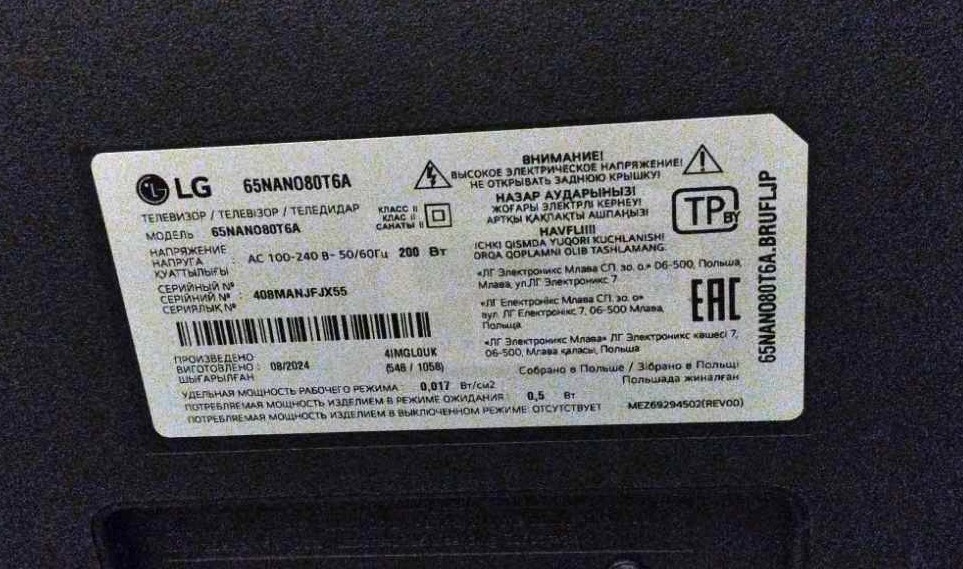 LG 65NANO80T6A
ТЕЛЕВИЗОР / ТЕЛЕВІЗОР / ТЕЛЕДИДАР
МОДЕЛЬ 65NANO80T6A
КЛАСС II
КЛАС II
САНАТЫ II
НАПРЯЖЕНИЕ
НАПРУГА : AC 100-240 В~ 50/60Гц 200 Вт
ҚУАТТЫЛЫҒЫ
СЕРИЙНЫЙ №
СЕРІЙНИЙ № : 408MANJFJX55
СЕРИЯЛЫК №
ПРОИЗВЕДЕНО
ВИГОТОВЛЕНО : 08/2024
ШЫҒАРЫЛҒАН
4IMGL0UK
(548 / 1058)
УДЕЛЬНАЯ МОЩНОСТЬ РАБОЧЕГО РЕЖИМА : 0,017 Вт/см2
ПОТРЕБЛЯЕМАЯ МОЩНОСТЬ ИЗДЕЛИЕМ В РЕЖИМЕ ОЖИДАНИЯ : 0,5 Вт
ПОТРЕБЛЯЕМАЯ МОЩНОСТЬ ИЗДЕЛИЕМ В ВЫКЛЮЧЕННОМ РЕЖИМЕ: ОТСУТСТВУЕТ
ВНИМАНИЕ!
ВЫСОКОЕ ЭЛЕКТРИЧЕСКОЕ НАПРЯЖЕНИЕ!
НЕ ОТКРЫВАТЬ ЗАДНЮЮ КРЫШКУ!
НАЗАР АУДАРЫҢЫЗ!
ЖОҒАРЫ ЭЛЕКТРЛІ КЕРНЕУ!
АРТҚЫ ҚАҚПАҚТЫ АШПАҢЫЗ!
HAVFLI!!!
ICHKI QISMDA YUQORI KUCHLANISH!
ORQA QOPLAMNI OLIB TASHLAMANG.
«ЛГ Электроникс Млава СП. зо. о.» 06-500, Польша,
Млава, ул.ЛГ Электроникс 7
«ЛГ Електронікс Млава СП. зо. о»
вул. ЛГ Електронікс 7, 06-500 Млава,
Польща
«ЛГ Электроникс Млава» ЛГ Электроникс көшесі 7,
06-500, Млава қаласы, Польша
Собрано в Польше / Зібрано в Польщі
Польшада жиналған
MEZ69294502(REV00)
TP BY
EAC
65NANO80T6A.BRUFLJP